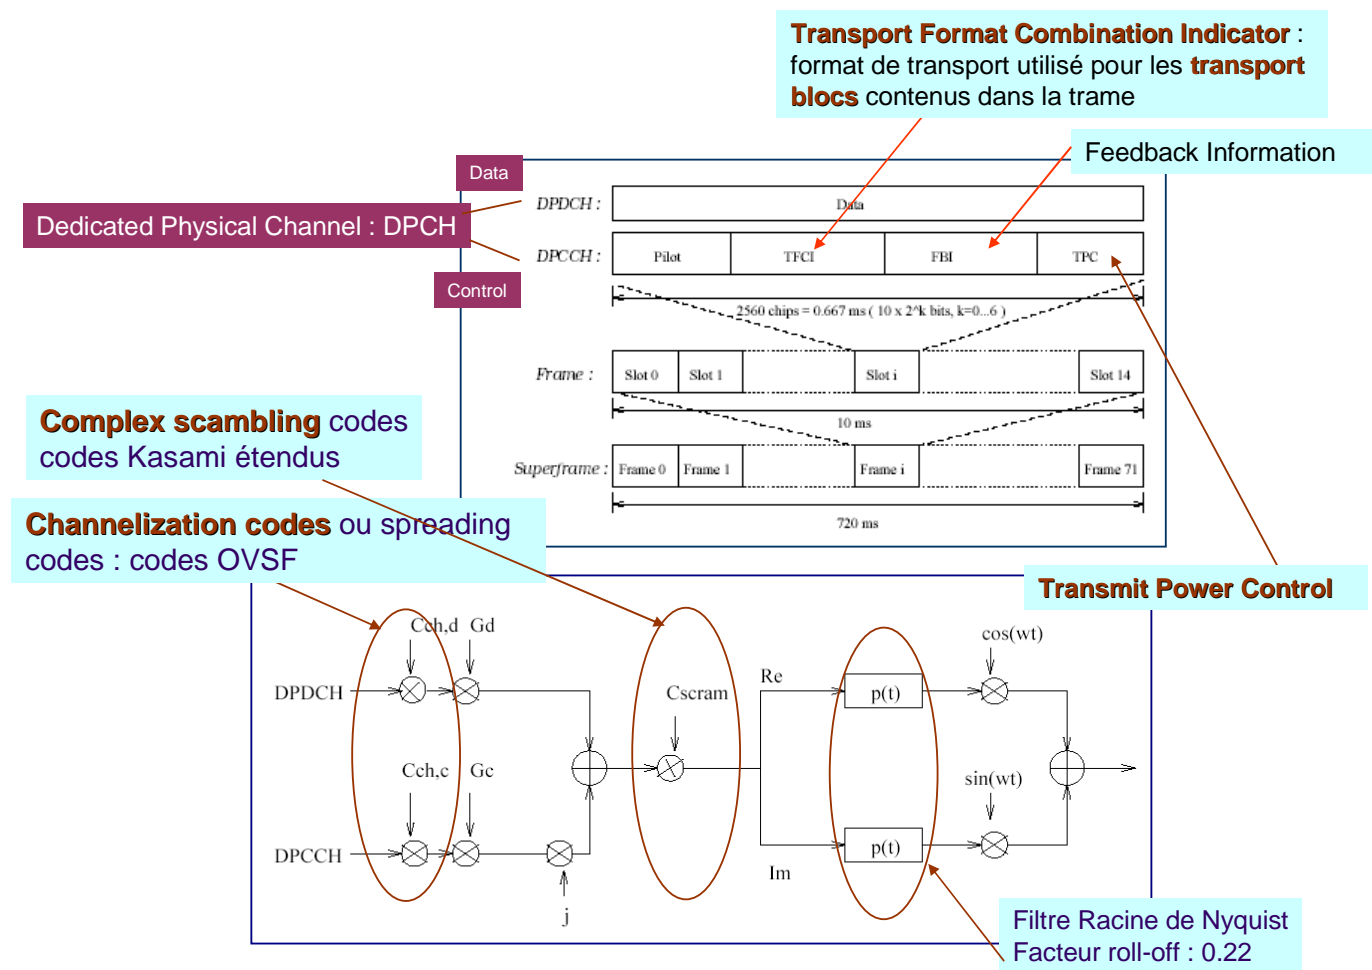 Transport Format Combination Indicator :
format de transport utilisé pour les transport
blocs contenus dans la trame
Feedback Information
Data
Dedicated Physical Channel : DPCH
Control
DPDCH :
Data
DPCCH :
Pilot
TFCI
FBI
TPC
2560 chips = 0.667 ms ( 10 x 2^k bits, k=0...6 )
Frame :
Slot 0
Slot 1
Slot i
Slot 14
10 ms
Superframe :
Frame 0
Frame 1
Frame i
Frame 71
720 ms
Complex scambling codes
codes Kasami étendus
Channelization codes ou spreading
codes : codes OVSF
Transmit Power Control
Cch,d
Gd
cos(wt)
DPDCH
Re
p(t)
Cscram
Cch,c
Gc
sin(wt)
DPCCH
p(t)
Im
j
Filtre Racine de Nyquist
Facteur roll-off : 0.22